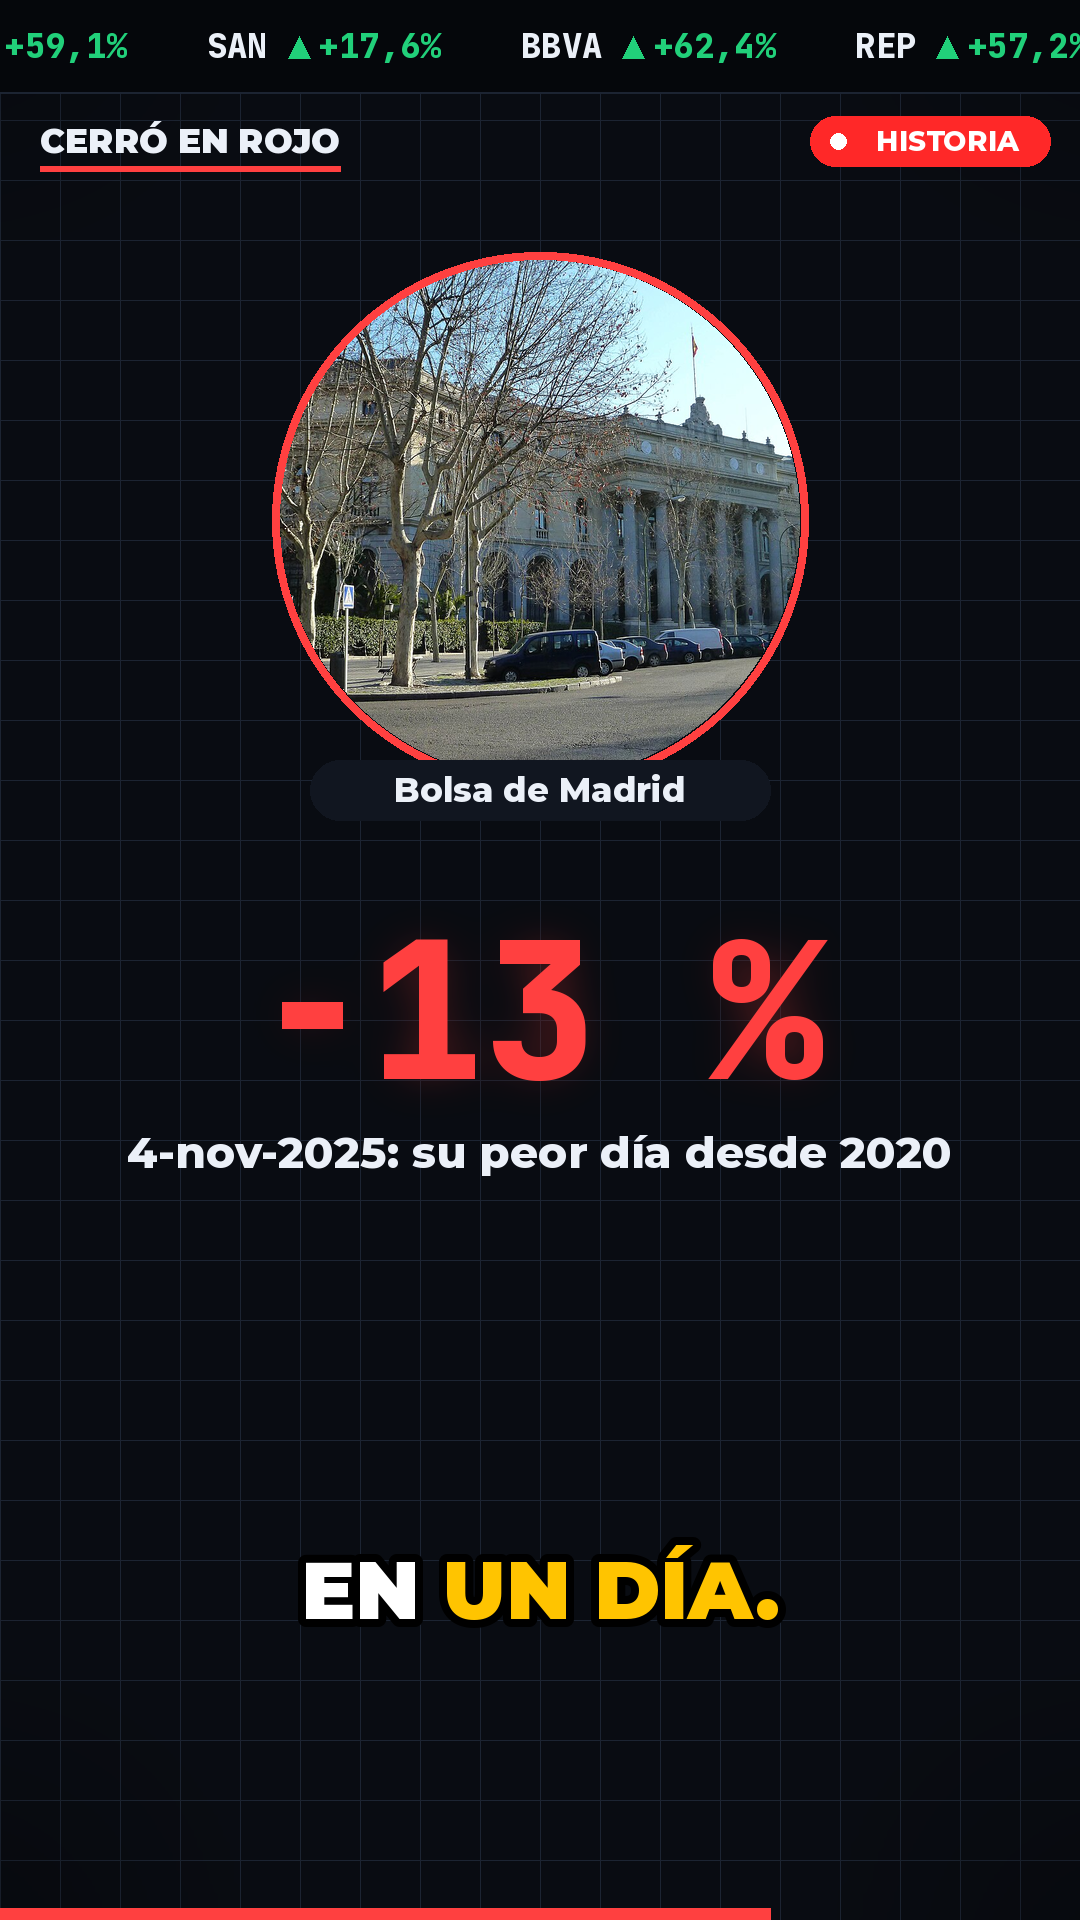 +59,1% SAN ▲+17,6% BBVA ▲+62,4% REP ▲+57,2%
CERRÓ EN ROJO
HISTORIA
Bolsa de Madrid
-13 %
4-nov-2025: su peor día desde 2020
EN UN DÍA.